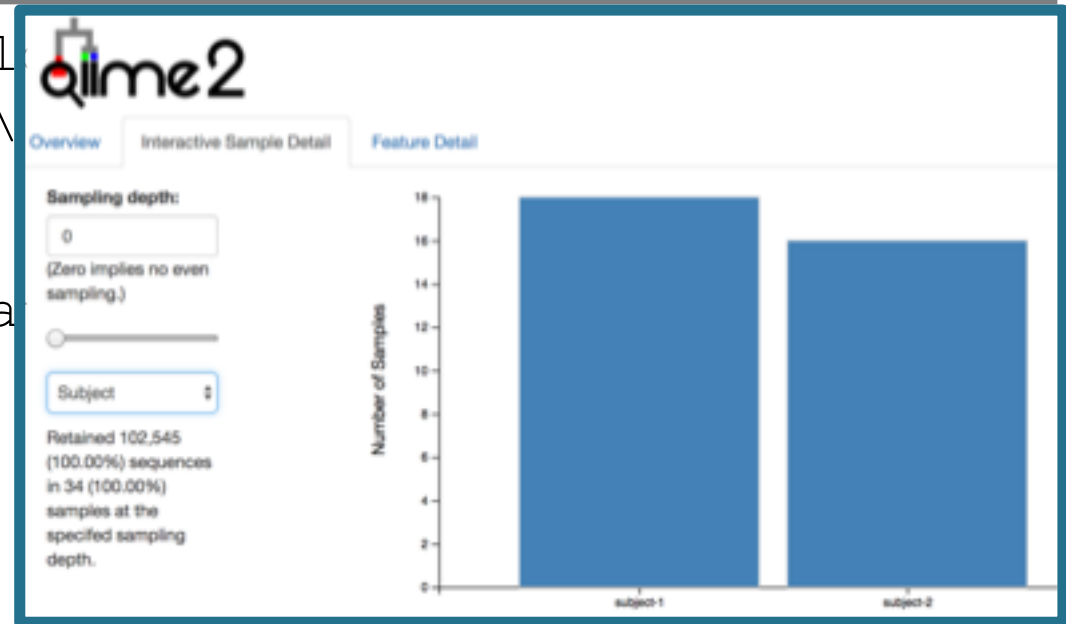 qiime2
Overview Interactive Sample Detail Feature Detail
Sampling depth:
0
(Zero implies no even
sampling.)
Subject
Retained 102,545
(100.00%) sequences
in 34 (100.00%)
samples at the
specifed sampling
depth.
Number of Samples
18
16
14
12
10
8
6
4
2
0
subject-1 subject-2